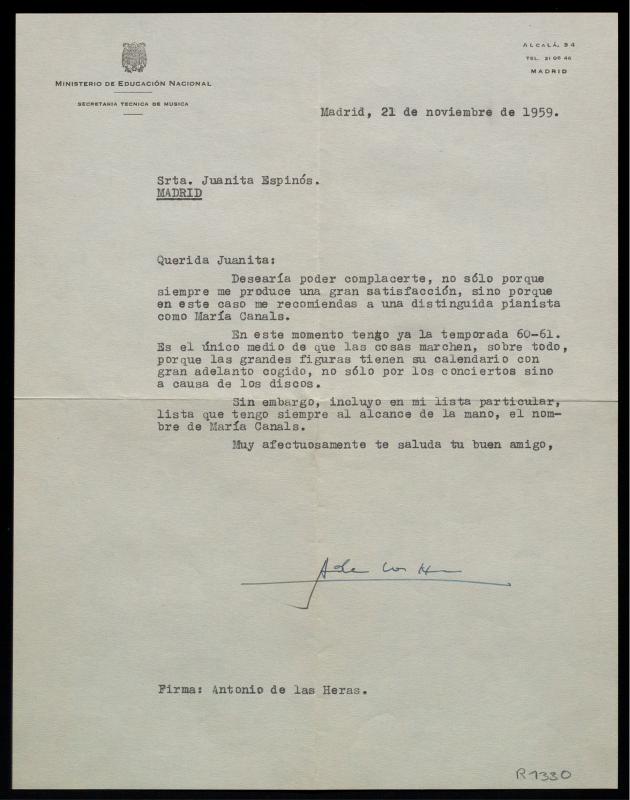 MINISTERIO DE EDUCACIÓN NACIONAL
SECRETARIA TECNICA DE MUSICA
ALCALÁ, 34
TEL. 21 06 46
MADRID
Madrid, 21 de noviembre de 1959.
Srta. Juanita Espinós.
MADRID
Querida Juanita:
Desearía poder complacerte, no sólo porque
siempre me produce una gran satisfacción, sino porque
en este caso me recomiendas a una distinguida pianista
como María Canals.
En este momento tengo ya la temporada 60-61.
Es el único medio de que las cosas marchen, sobre todo,
porque las grandes figuras tienen su calendario con
gran adelanto cogido, no sólo por los conciertos sino
a causa de los discos.
Sin embargo, incluyo en mi lista particular,
lista que tengo siempre al alcance de la mano, el nom-
bre de María Canals.
Muy afectuosamente te saluda tu buen amigo,
Firma: Antonio de las Heras.
R 1330